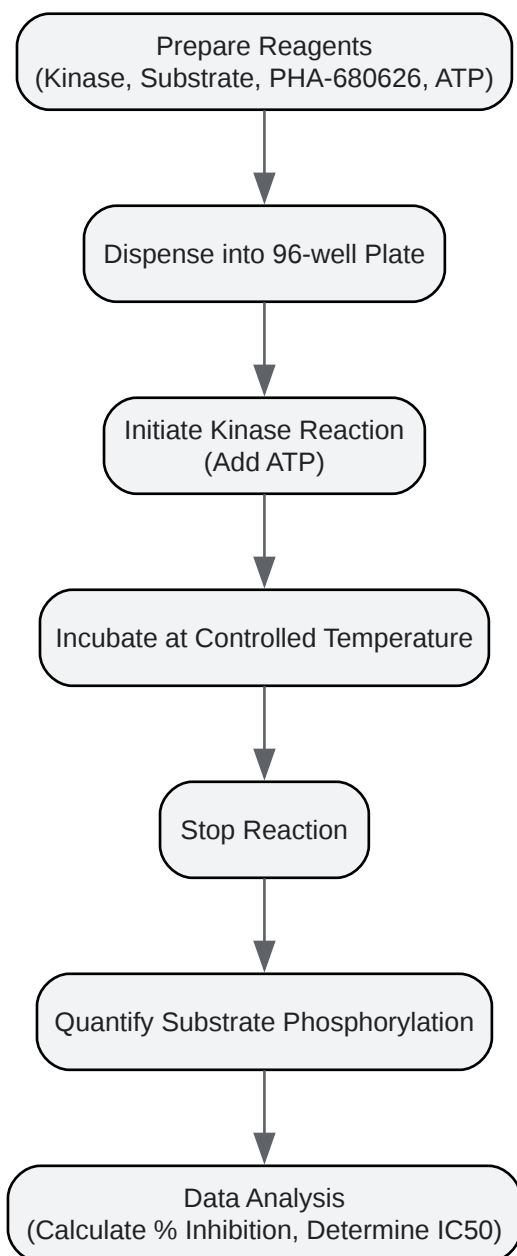 Prepare Reagents
(Kinase, Substrate, PHA-680626, ATP)
Dispense into 96-well Plate
Initiate Kinase Reaction
(Add ATP)
Incubate at Controlled Temperature
Stop Reaction
Quantify Substrate Phosphorylation
Data Analysis
(Calculate % Inhibition, Determine IC50)